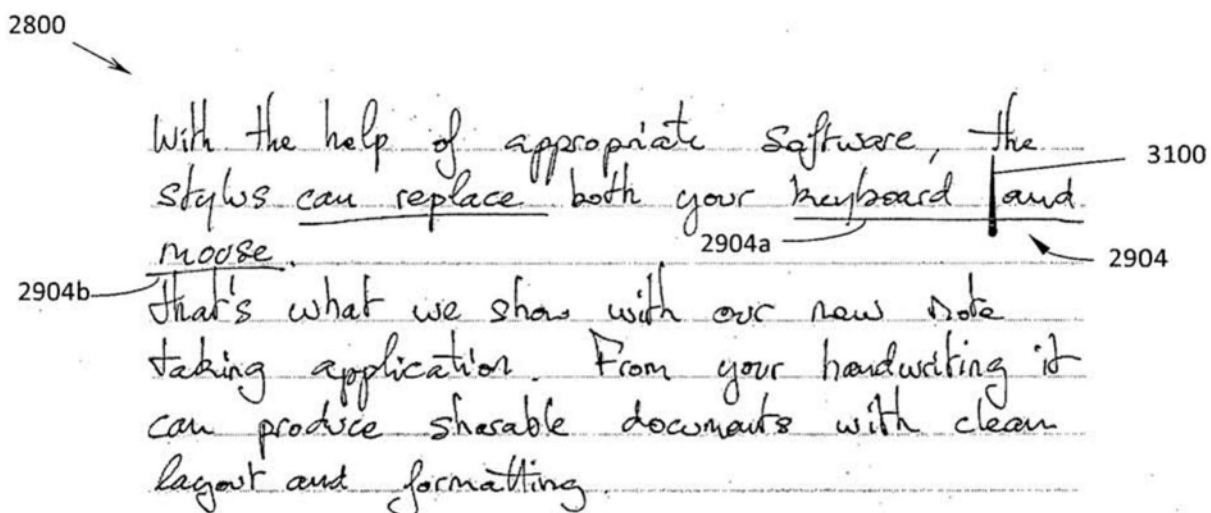 2800
With the help of appropriate software, the
3100
stylus can replace both your keyboard and
2904a
2904
mouse.
2904b
that's what we show with our new note
taking application. From your handwriting it
can produce sharable documents with clean
layout and formatting.